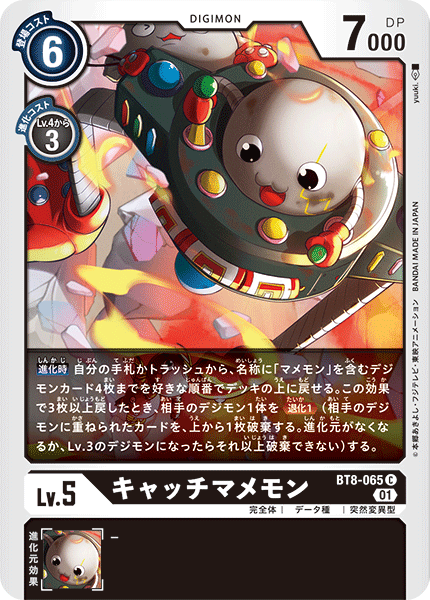 登場コスト
6
DIGIMON
7000
DP
進化コスト
Lv.4から
3
yuuki.
©本郷あきよし・フジテレビ・東映アニメーション BANDAI MADE IN JAPAN
進化時 自分の手札かトラッシュから、名称に「マメモン」を含むデジ
モンカード4枚までを好きな順番でデッキの上に戻せる。この効果
で3枚以上戻したとき、相手のデジモン1体を 退化1 (相手のデジ
モンに重ねられたカードを、上から1枚破棄する。進化元がなくな
るか、Lv.3のデジモンになったらそれ以上破棄できない)する。
Lv.5
キャッチマメモン
BT8-065 C
01
完全体 | データ種 | 突然変異型
進化元効果
–